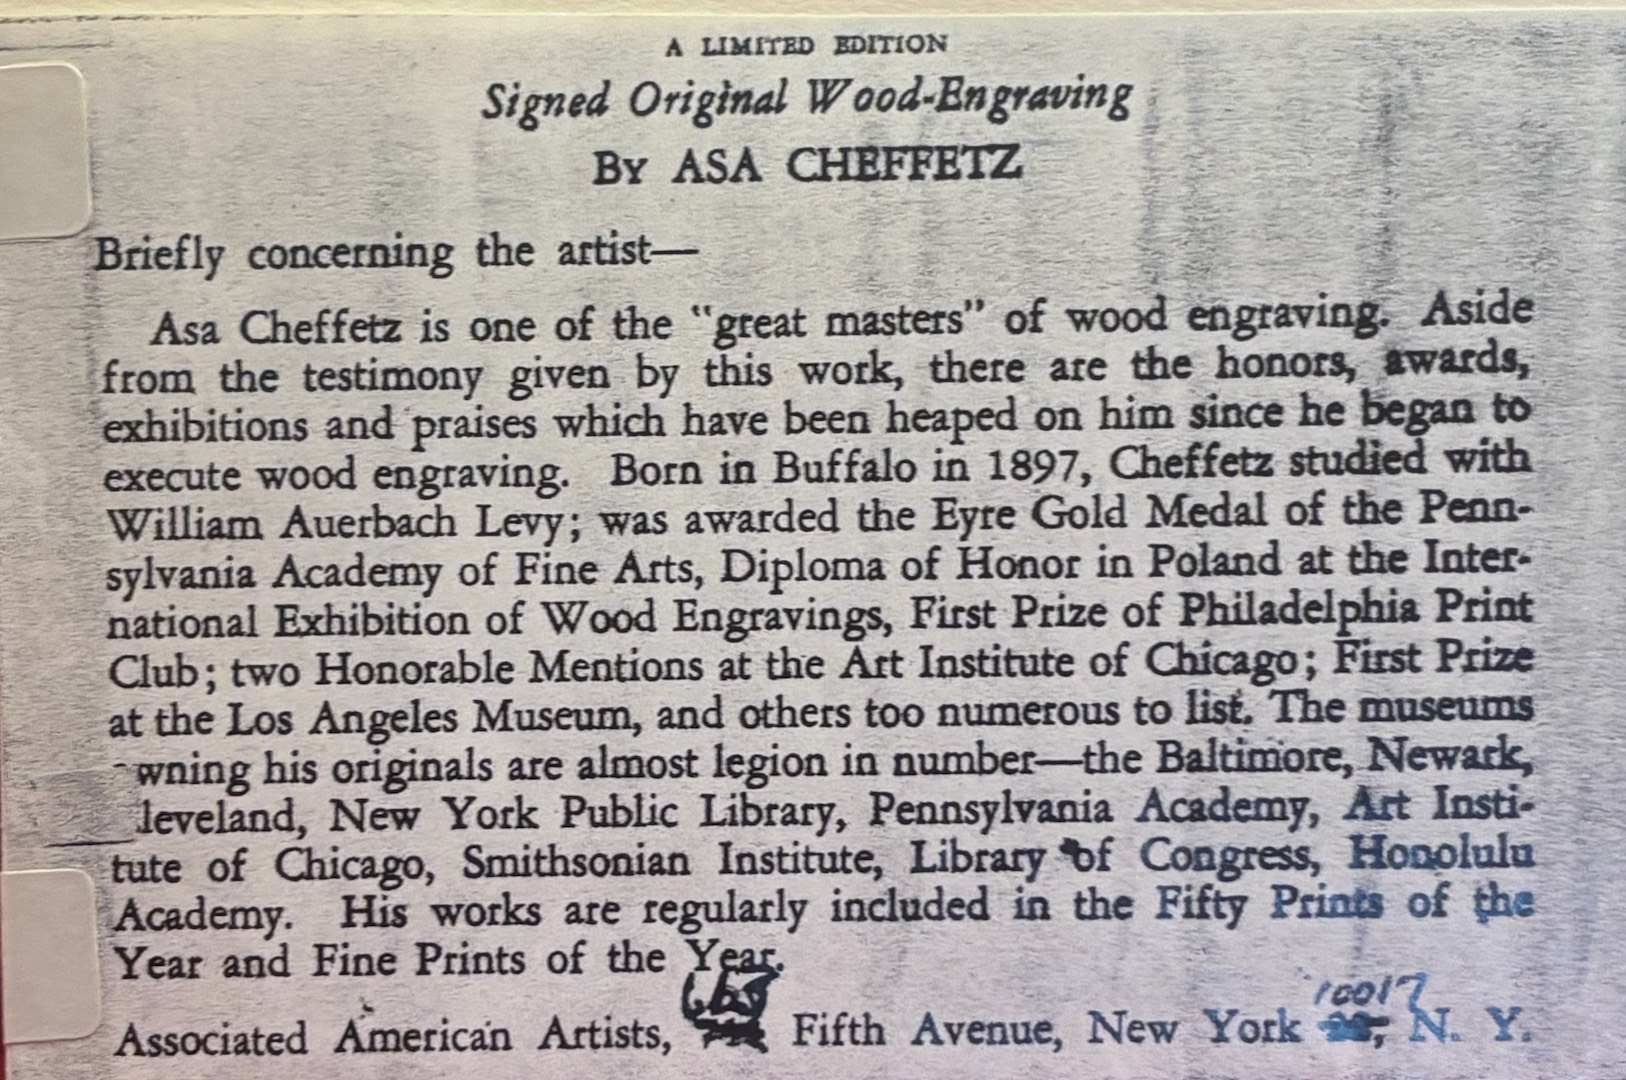 A LIMITED EDITION
Signed Original Wood-Engraving
BY ASA CHEFFETZ
Briefly concerning the artist—
Asa Cheffetz is one of the "great masters" of wood engraving. Aside
from the testimony given by this work, there are the honors, awards,
exhibitions and praises which have been heaped on him since he began to
execute wood engraving. Born in Buffalo in 1897, Cheffetz studied with
William Auerbach Levy; was awarded the Eyre Gold Medal of the Penn-
sylvania Academy of Fine Arts, Diploma of Honor in Poland at the Inter-
national Exhibition of Wood Engravings, First Prize of Philadelphia Print
Club; two Honorable Mentions at the Art Institute of Chicago; First Prize
at the Los Angeles Museum, and others too numerous to list. The museums
wning his originals are almost legion in number—the Baltimore, Newark,
leveland, New York Public Library, Pennsylvania Academy, Art Insti-
tute of Chicago, Smithsonian Institute, Library of Congress, Honolulu
Academy. His works are regularly included in the Fifty Prints of the
Year and Fine Prints of the Year.
10017
Associated American Artists, Fifth Avenue, New York N. Y.